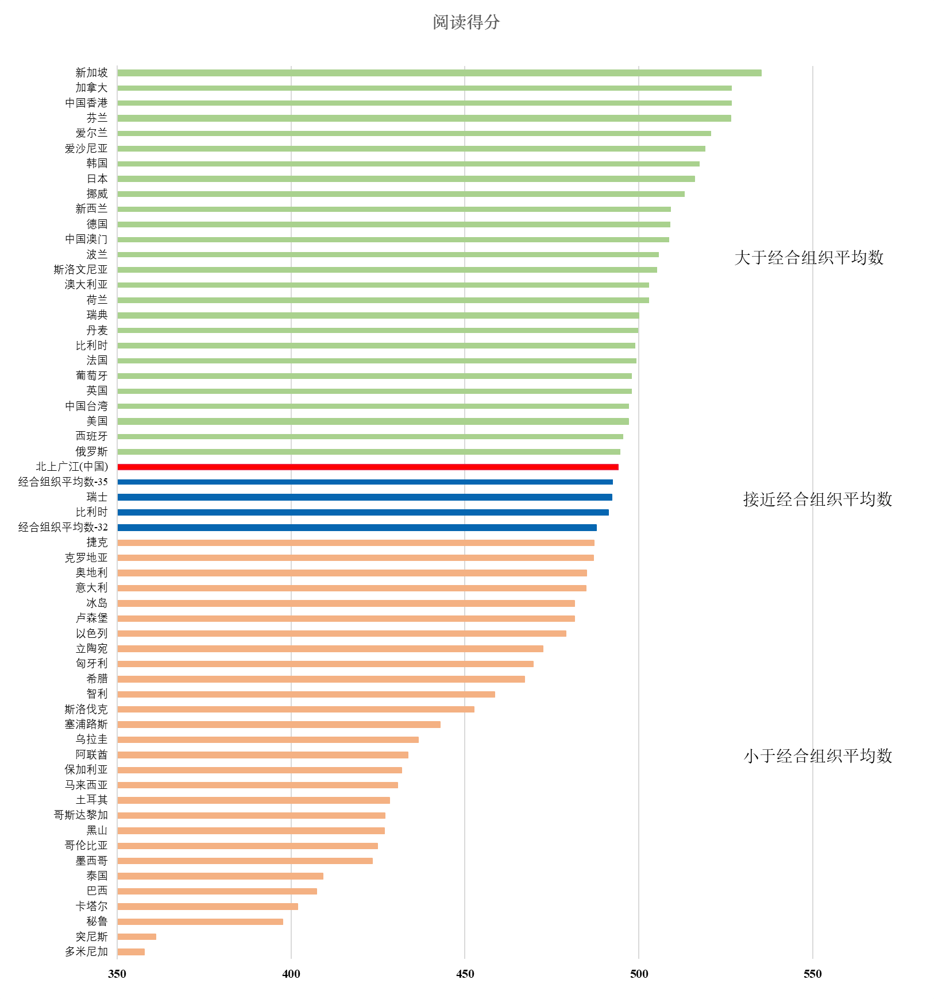 阅读得分
新加坡
加拿大
中国香港
芬兰
爱尔兰
爱沙尼亚
韩国
日本
挪威
新西兰
德国
中国澳门
波兰
大于经合组织平均数
斯洛文尼亚
澳大利亚
荷兰
瑞典
丹麦
比利时
法国
葡萄牙
英国
中国台湾
美国
西班牙
俄罗斯
北上广江(中国)
经合组织平均数-35
瑞士
接近经合组织平均数
比利时
经合组织平均数-32
捷克
克罗地亚
奥地利
意大利
冰岛
卢森堡
以色列
立陶宛
匈牙利
希腊
智利
斯洛伐克
塞浦路斯
乌拉圭
阿联酋
小于经合组织平均数
保加利亚
马来西亚
土耳其
哥斯达黎加
黑山
哥伦比亚
墨西哥
泰国
巴西
卡塔尔
秘鲁
突尼斯
多米尼加
350 400 450 500 550